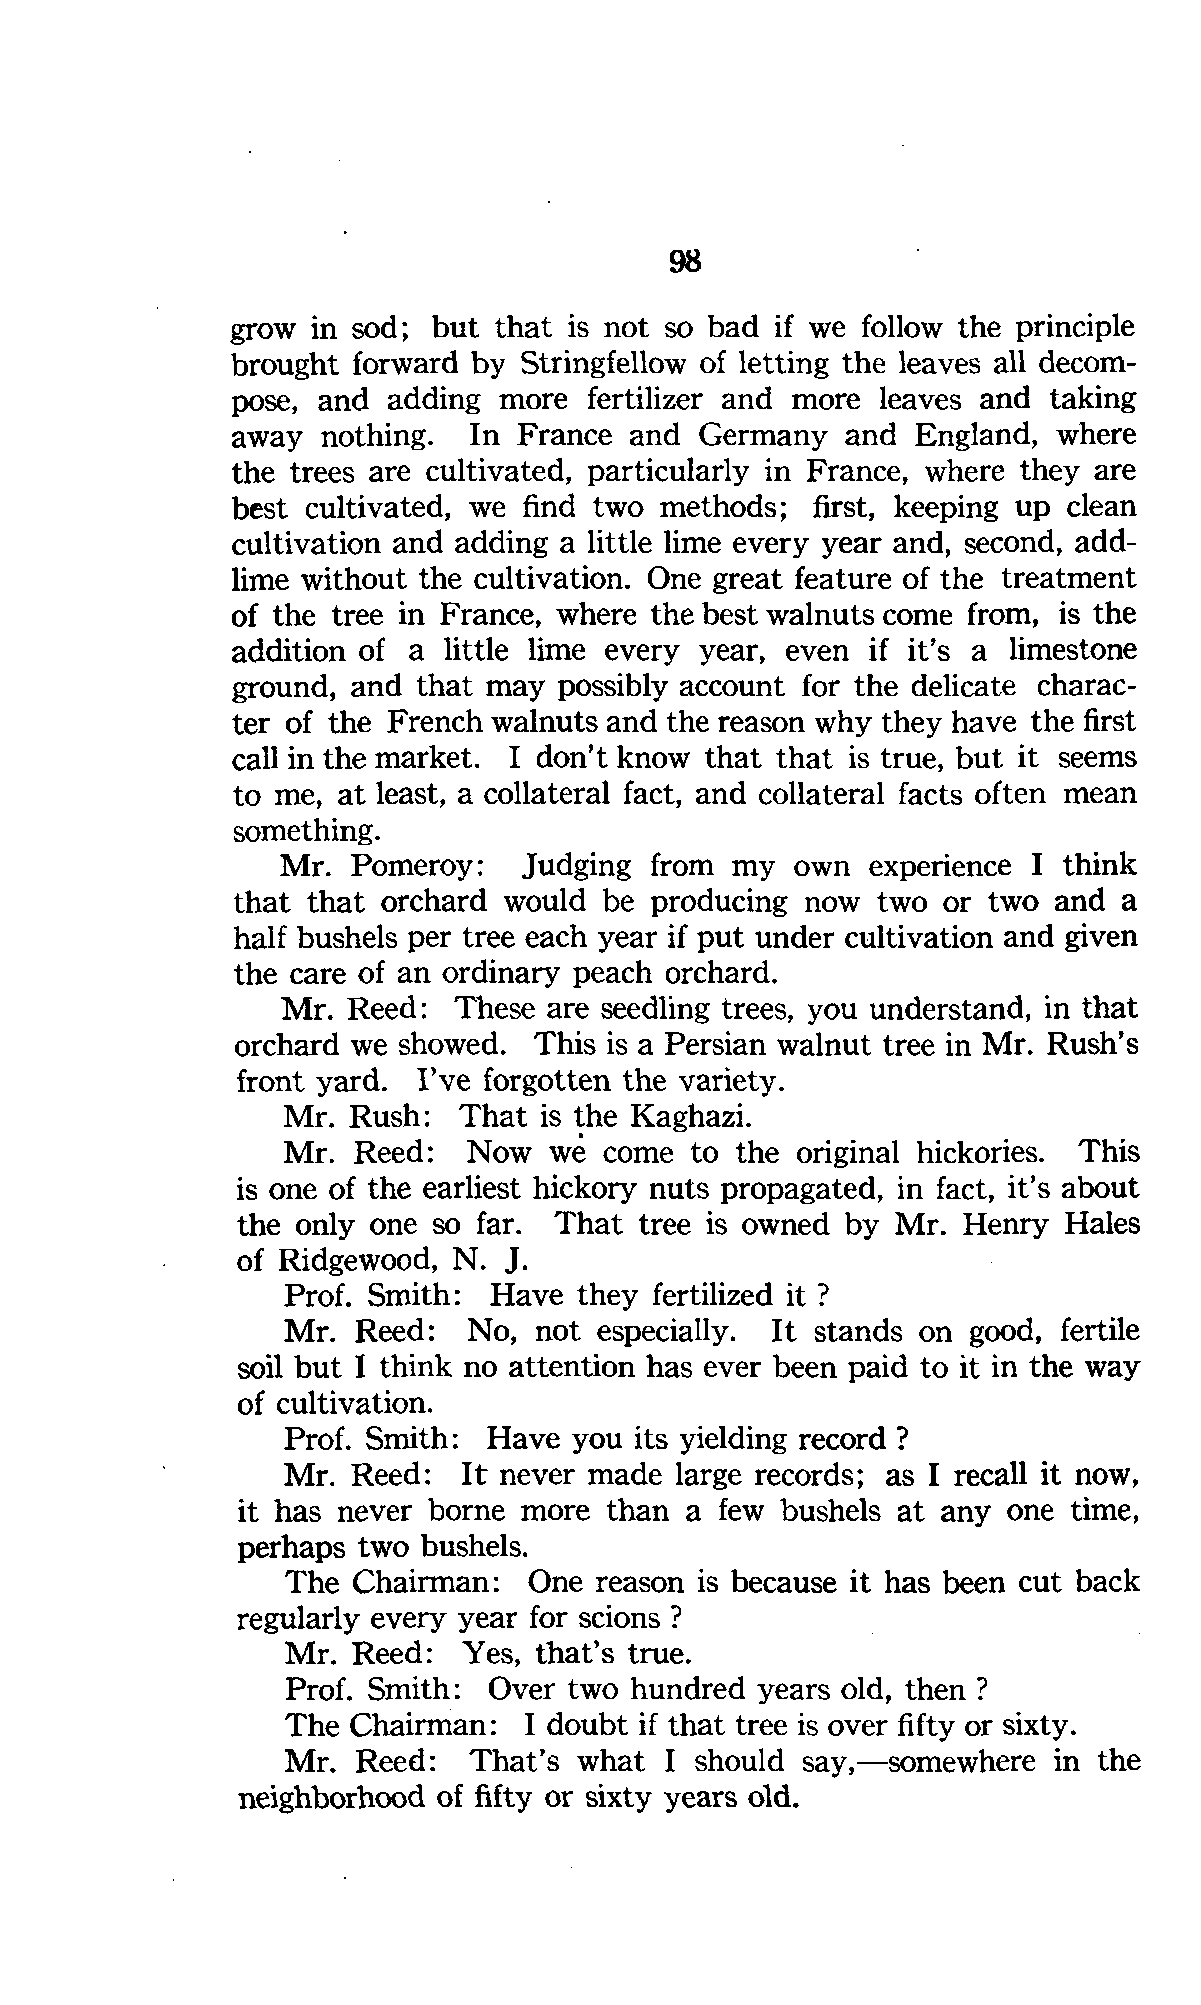 98
grow in sod; but that is not so bad if we follow the principle
brought forward by Stringfellow of letting the leaves all decom-
pose, and adding more fertilizer and more leaves and taking
away nothing. In France and Germany and England, where
the trees are cultivated, particularly in France, where they are
best cultivated, we find two methods; first, keeping up clean
cultivation and adding a little lime every year and, second, add-
lime without the cultivation. One great feature of the treatment
of the tree in France, where the best walnuts come from, is the
addition of a little lime every year, even if it's a limestone
ground, and that may possibly account for the delicate charac-
ter of the French walnuts and the reason why they have the first
call in the market. I don't know that that is true, but it seems
to me, at least, a collateral fact, and collateral facts often mean
something.
Mr. Pomeroy: Judging from my own experience I think
that that orchard would be producing now two or two and a
half bushels per tree each year if put under cultivation and given
the care of an ordinary peach orchard.
Mr. Reed: These are seedling trees, you understand, in that
orchard we showed. This is a Persian walnut tree in Mr. Rush's
front yard. I've forgotten the variety.
Mr. Rush: That is the Kaghazi.
Mr. Reed: Now we come to the original hickories. This
is one of the earliest hickory nuts propagated, in fact, it's about
the only one so far. That tree is owned by Mr. Henry Hales
of Ridgewood, N. J.
Prof. Smith: Have they fertilized it ?
Mr. Reed: No, not especially. It stands on good, fertile
soil but I think no attention has ever been paid to it in the way
of cultivation.
Prof. Smith: Have you its yielding record ?
Mr. Reed: It never made large records; as I recall it now,
it has never borne more than a few bushels at any one time,
perhaps two bushels.
The Chairman: One reason is because it has been cut back
regularly every year for scions ?
Mr. Reed: Yes, that's true.
Prof. Smith: Over two hundred years old, then ?
The Chairman: I doubt if that tree is over fifty or sixty.
Mr. Reed: That's what I should say,—somewhere in the
neighborhood of fifty or sixty years old.